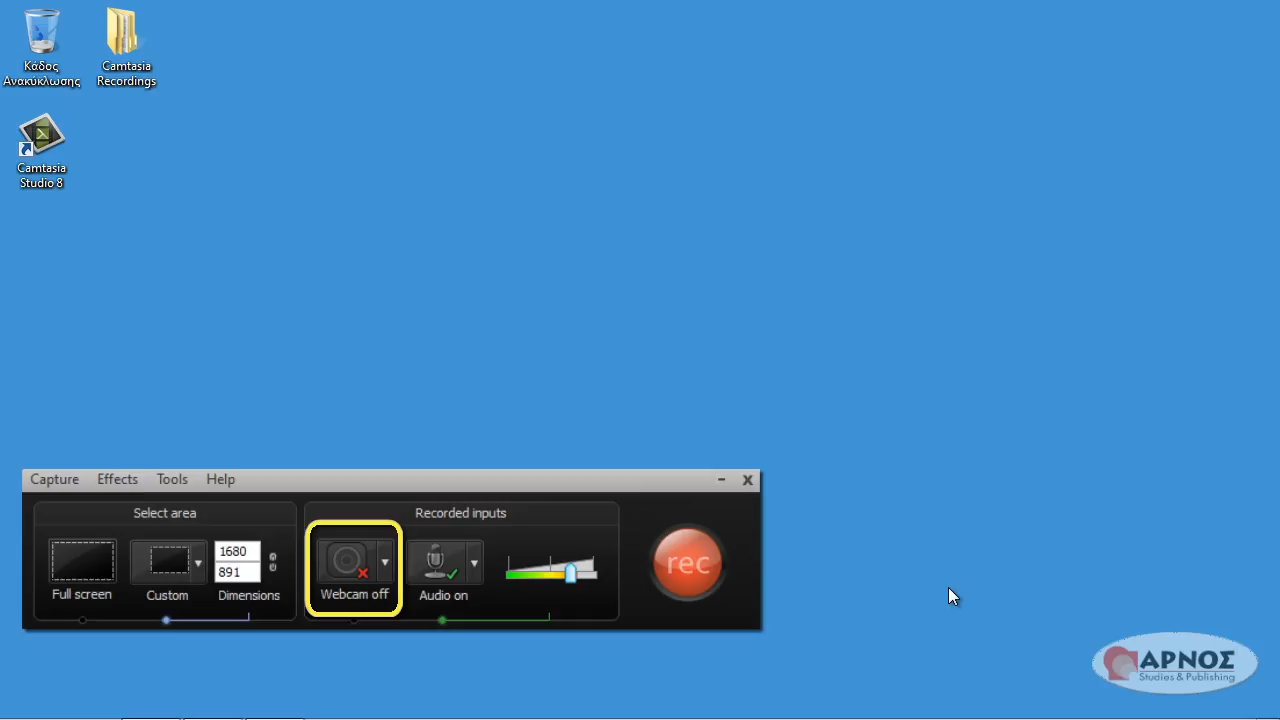 Κάδος
Ανακύκλωσης
Camtasia
Recordings
Camtasia
Studio 8
Capture Effects Tools Help
Select area
Recorded inputs
1680
891
rec
Full screen
Custom
Dimensions
Webcam off
Audio on
ΑΡΝΟΣ
Studies & Publishing